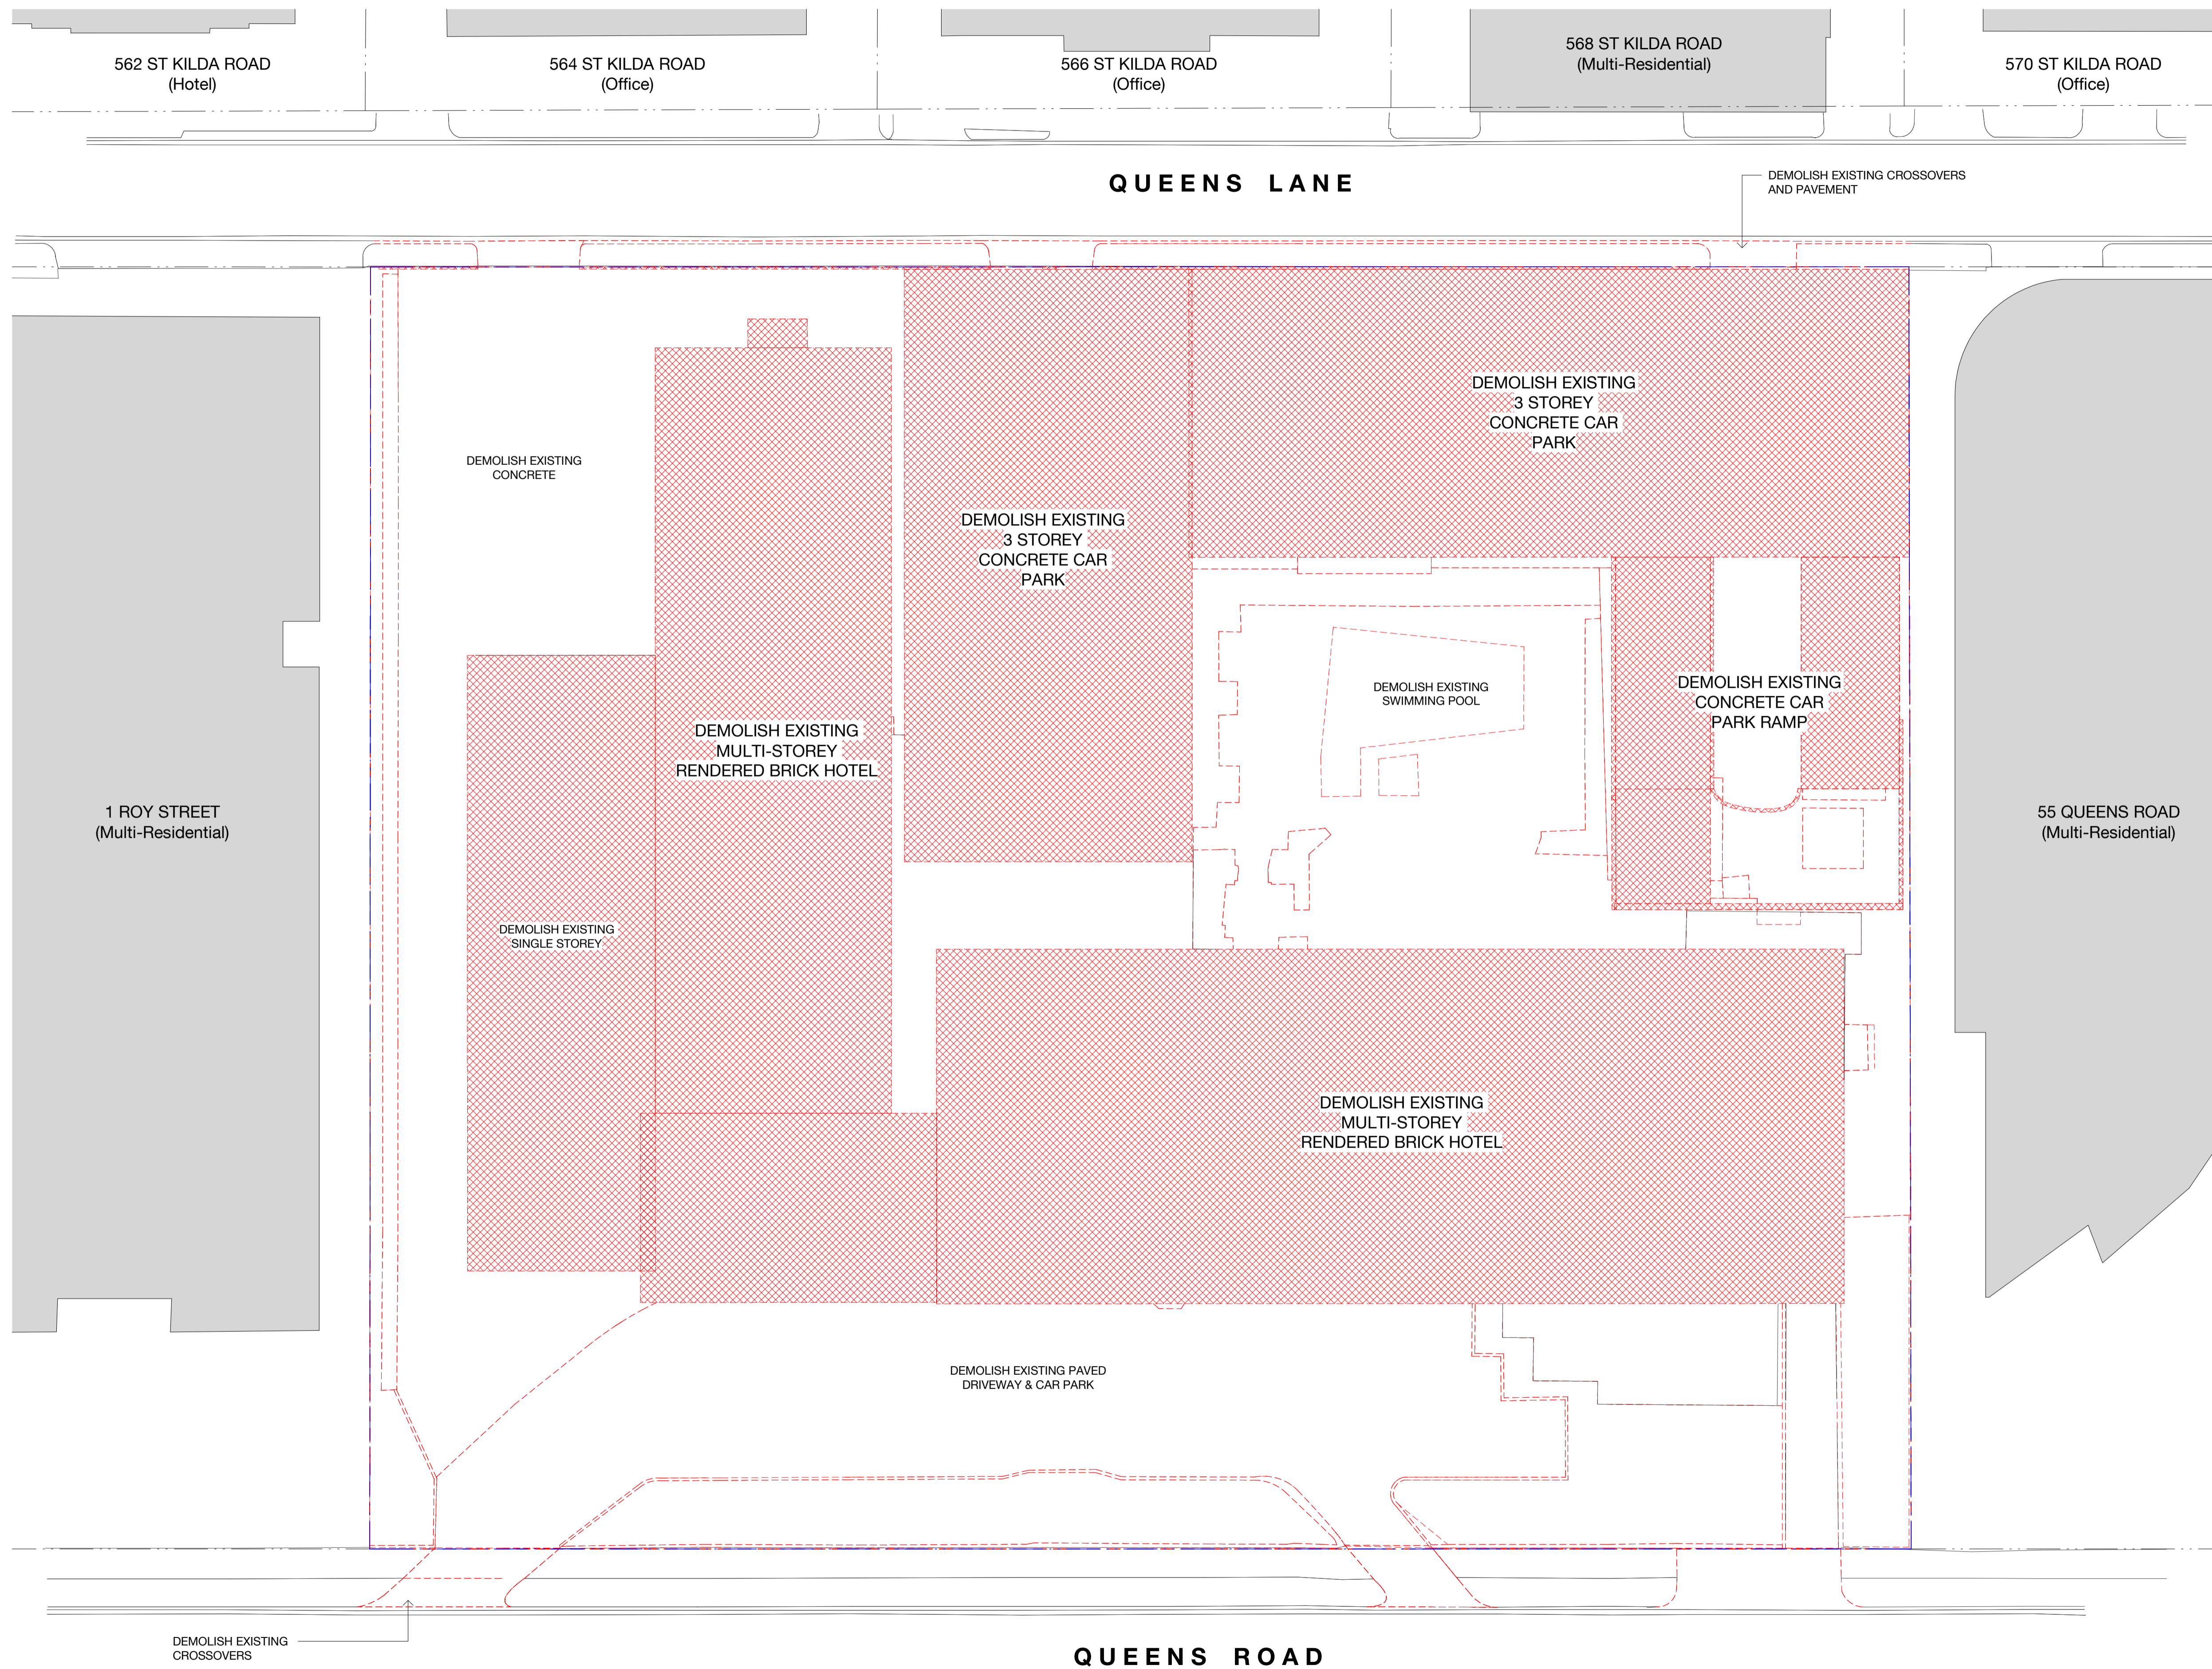 562 ST KILDA ROAD
(Hotel)
564 ST KILDA ROAD
(Office)
566 ST KILDA ROAD
(Office)
568 ST KILDA ROAD
(Multi-Residential)
570 ST KILDA ROAD
(Office)
QUEENS LANE
DEMOLISH EXISTING CROSSOVERS
AND PAVEMENT
DEMOLISH EXISTING
3 STOREY
CONCRETE CAR
PARK
DEMOLISH EXISTING
CONCRETE
DEMOLISH EXISTING
3 STOREY
CONCRETE CAR
PARK
DEMOLISH EXISTING
SWIMMING POOL
DEMOLISH EXISTING
CONCRETE CAR
PARK RAMP
DEMOLISH EXISTING
MULTI-STOREY
RENDERED BRICK HOTEL
1 ROY STREET
(Multi-Residential)
55 QUEENS ROAD
(Multi-Residential)
DEMOLISH EXISTING
SINGLE STOREY
DEMOLISH EXISTING
MULTI-STOREY
RENDERED BRICK HOTEL
DEMOLISH EXISTING PAVED
DRIVEWAY & CAR PARK
DEMOLISH EXISTING
CROSSOVERS
QUEENS ROAD